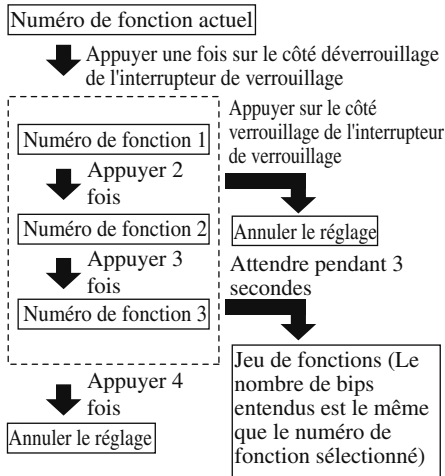 Numéro de fonction actuel
Appuyer une fois sur le côté déverrouillage
de l'interrupteur de verrouillage
Appuyer sur le côté
verrouillage de l'interrupteur
de verrouillage
Numéro de fonction 1
Appuyer 2
fois
Numéro de fonction 2
Annuler le réglage
Appuyer 3
fois
Attendre pendant 3
secondes
Numéro de fonction 3
Jeu de fonctions (Le
nombre de bips
entendus est le même
que le numéro de
fonction sélectionné)
Appuyer 4
fois
Annuler le réglage